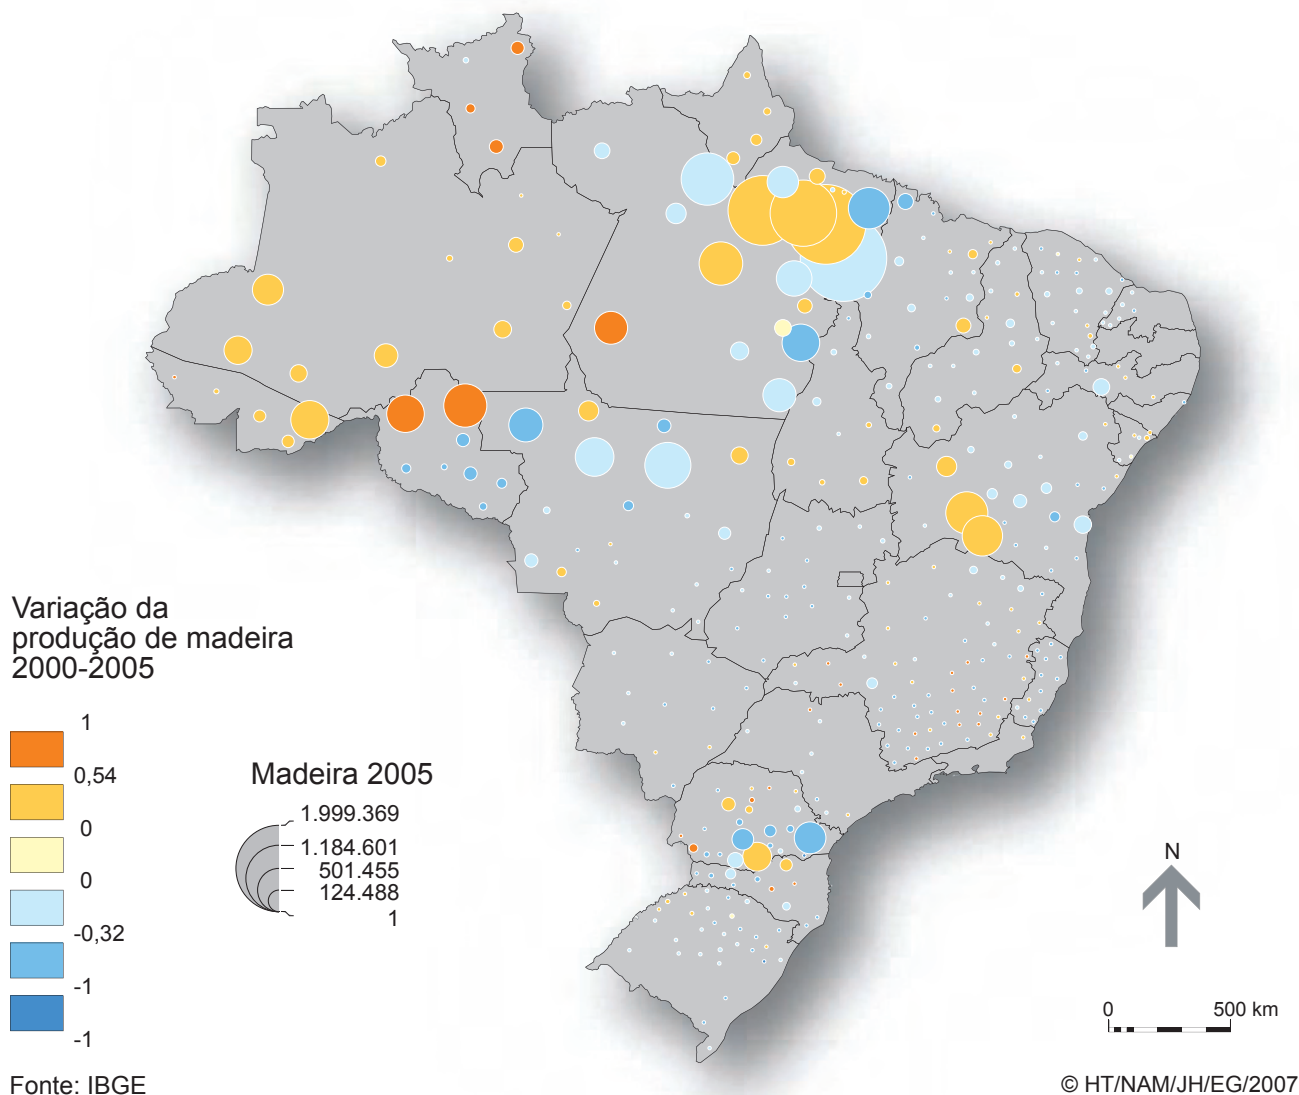 Variação da
produção de madeira
2000-2005
1
0,54
0
0
-0,32
-1
-1
Madeira 2005
1.999.369
1.184.601
501.455
124.488
1
N
0 500 km
Fonte: IBGE
© HT/NAM/JH/EG/2007